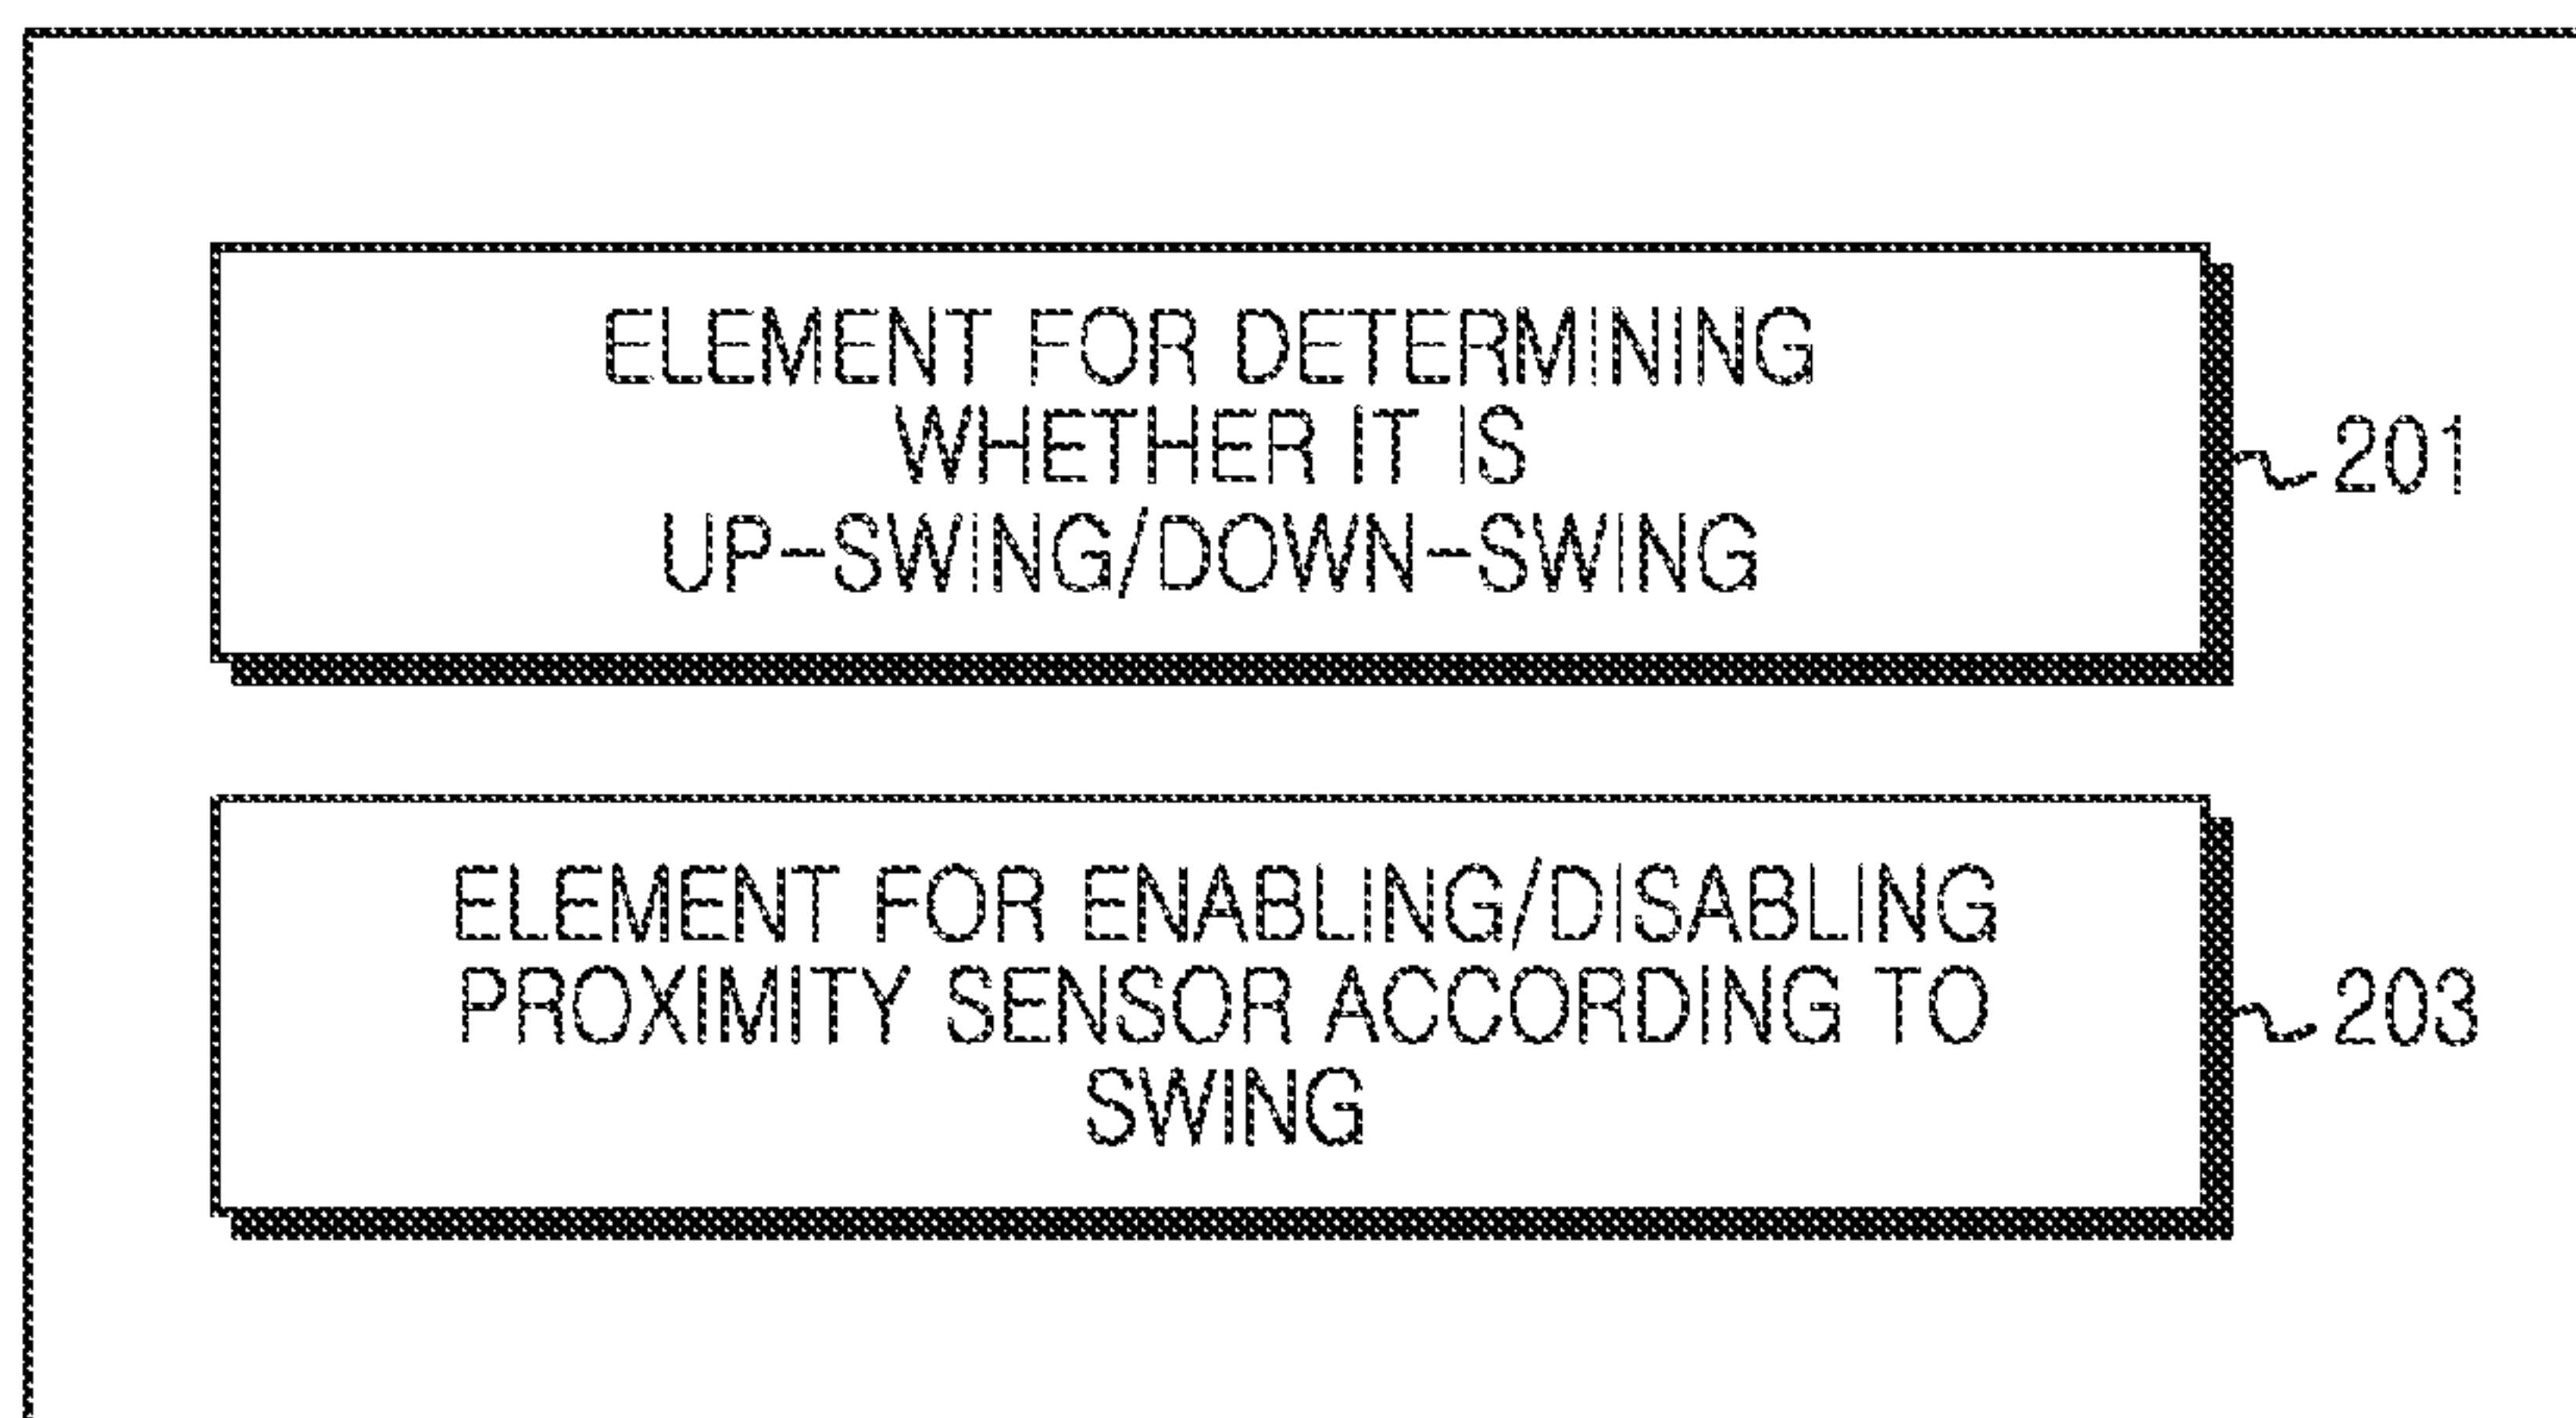 ELEMENT FOR DETERMINING
WHETHER IT IS
UP-SWING/DOWN-SWING
201
ELEMENT FOR ENABLING/DISABLING
PROXIMITY SENSOR ACCORDING TO
SWING
203